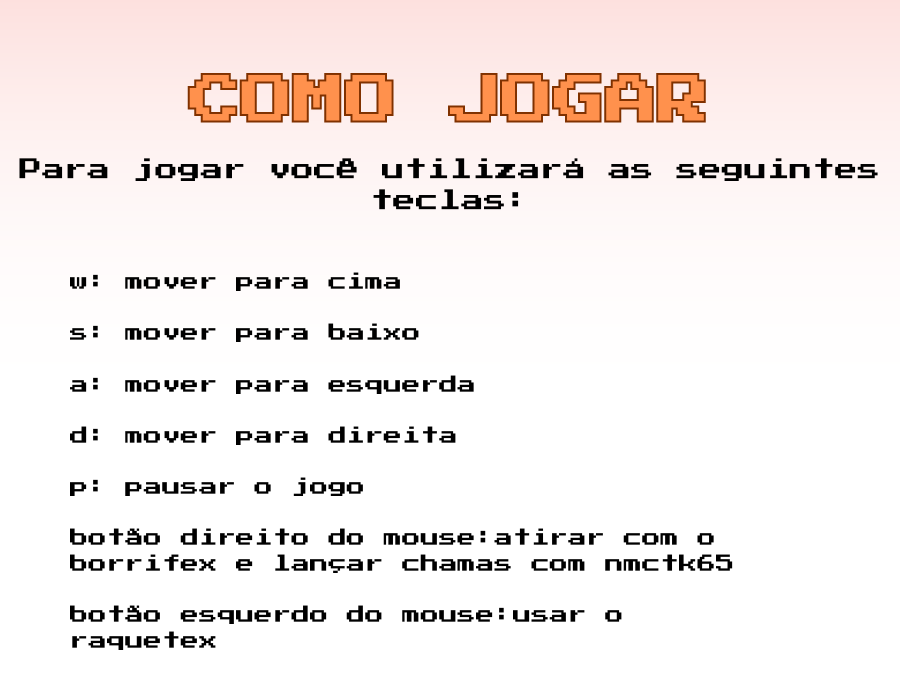 COMO JOGAR
Para jogar você utilizará as seguintes
teclas:
w: mover para cima
s: mover para baixo
a: mover para esquerda
d: mover para direita
p: pausar o jogo
botão direito do mouse:atirar com o
borrifex e lançar chamas com nmctk65
botão esquerdo do mouse:usar o
raquetex